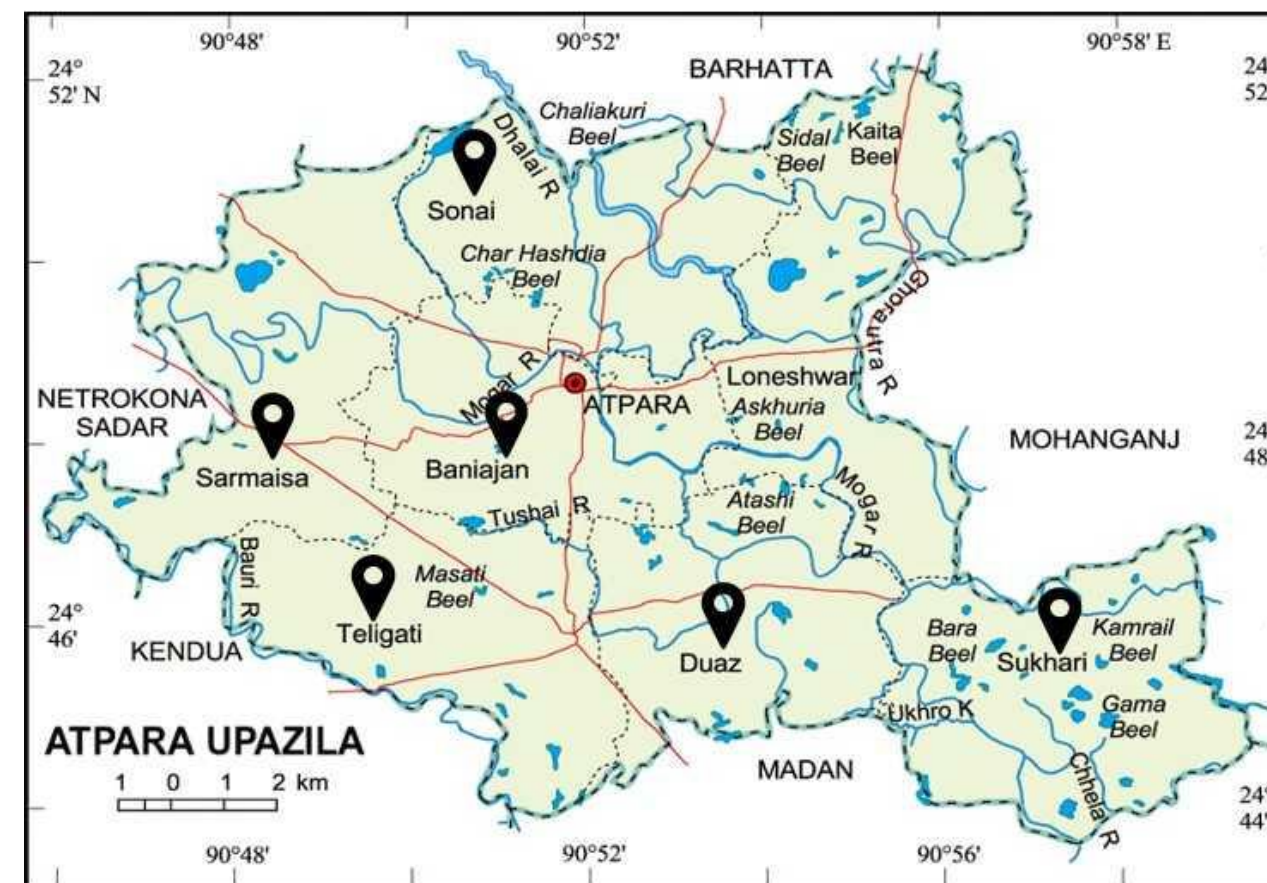 90°48'
90°52'
90°58' E
24°
52' N
24
52
BARHATTA
Chaliakuri
Beel
Dhalai R
Sidal
Beel
Kaita
Beel
Sonai
Char Hashdia
Beel
Ghorautra R
Mogar R
Loneshwar
NETROKONA
SADAR
ATPARA
Askhuria
Beel
MOHANGANJ
24
48
Sarmaisa
Baniajan
Mogar R
Atashi
Beel
Tushai R
Bauri R
Masati
Beel
24°
46'
Teligati
KENDUA
Duaz
Bara
Beel
Sukhari
Kamrail
Beel
Ukhro K
Gama
Beel
ATPARA UPAZILA
1 0 1 2 km
MADAN
Chhela R
24°
44'
90°48'
90°52'
90°56'